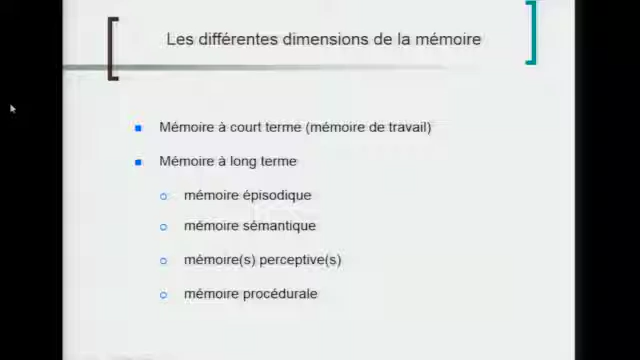 Les différentes dimensions de la mémoire
Mémoire à court terme (mémoire de travail)
Mémoire à long terme
mémoire épisodique
mémoire sémantique
mémoire(s) perceptive(s)
mémoire procédurale